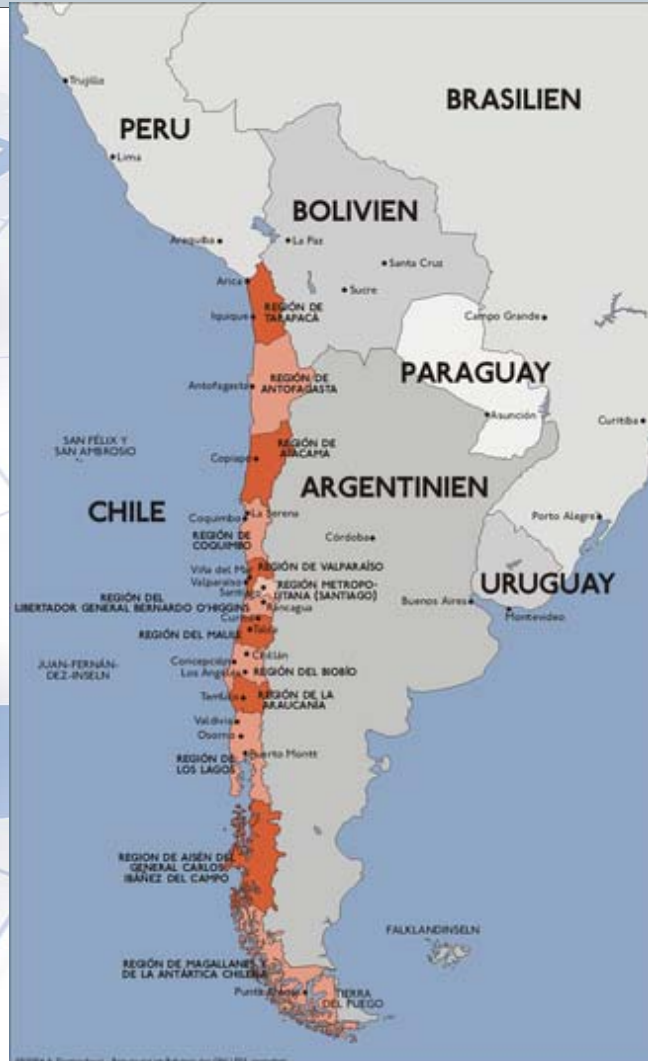 Trujillo
BRASILIEN
PERU
Lima
BOLIVIEN
La Paz
Santa Cruz
Sucre
Arica
REGIÓN DE
TARAPACÁ
Iquique
Campo Grande
PARAGUAY
REGIÓN DE
ANTOFAGASTA
Antofagasta
Asunción
Curitiba
SAN FÉLIX Y
SAN AMBROSIO
REGIÓN DE
ATACAMA
Copiapó
ARGENTINIEN
CHILE
La Serena
Coquimbo
Porto Alegre
REGIÓN DE
COQUIMBO
Córdoba
REGIÓN DE VALPARAÍSO
Viña del Mar
Valparaíso
REGIÓN METROPO-
LITANA (SANTIAGO)
Santiago
URUGUAY
REGIÓN DEL
LIBERTADOR GENERAL BERNARDO O'HIGGINS
Rancagua
Buenos Aires
Montevideo
Curicó
Talca
REGIÓN DEL MAULE
Chillán
Concepción
Los Angeles
REGIÓN DEL BIOBÍO
JUAN-FERNÁN-
DEZ-INSELN
Temuco
REGIÓN DE LA
ARAUCANÍA
Valdivia
Osorno
Puerto Montt
REGIÓN DE
LOS LAGOS
REGION DE AISÉN DEL
GENERAL CARLOS
IBÁÑEZ DEL CAMPO
FALKLANDINSELN
REGIÓN DE MAGALLANES Y
DE LA ANTÁRTICA CHILENA
Punta Arenas
TIERRA
DEL FUEGO